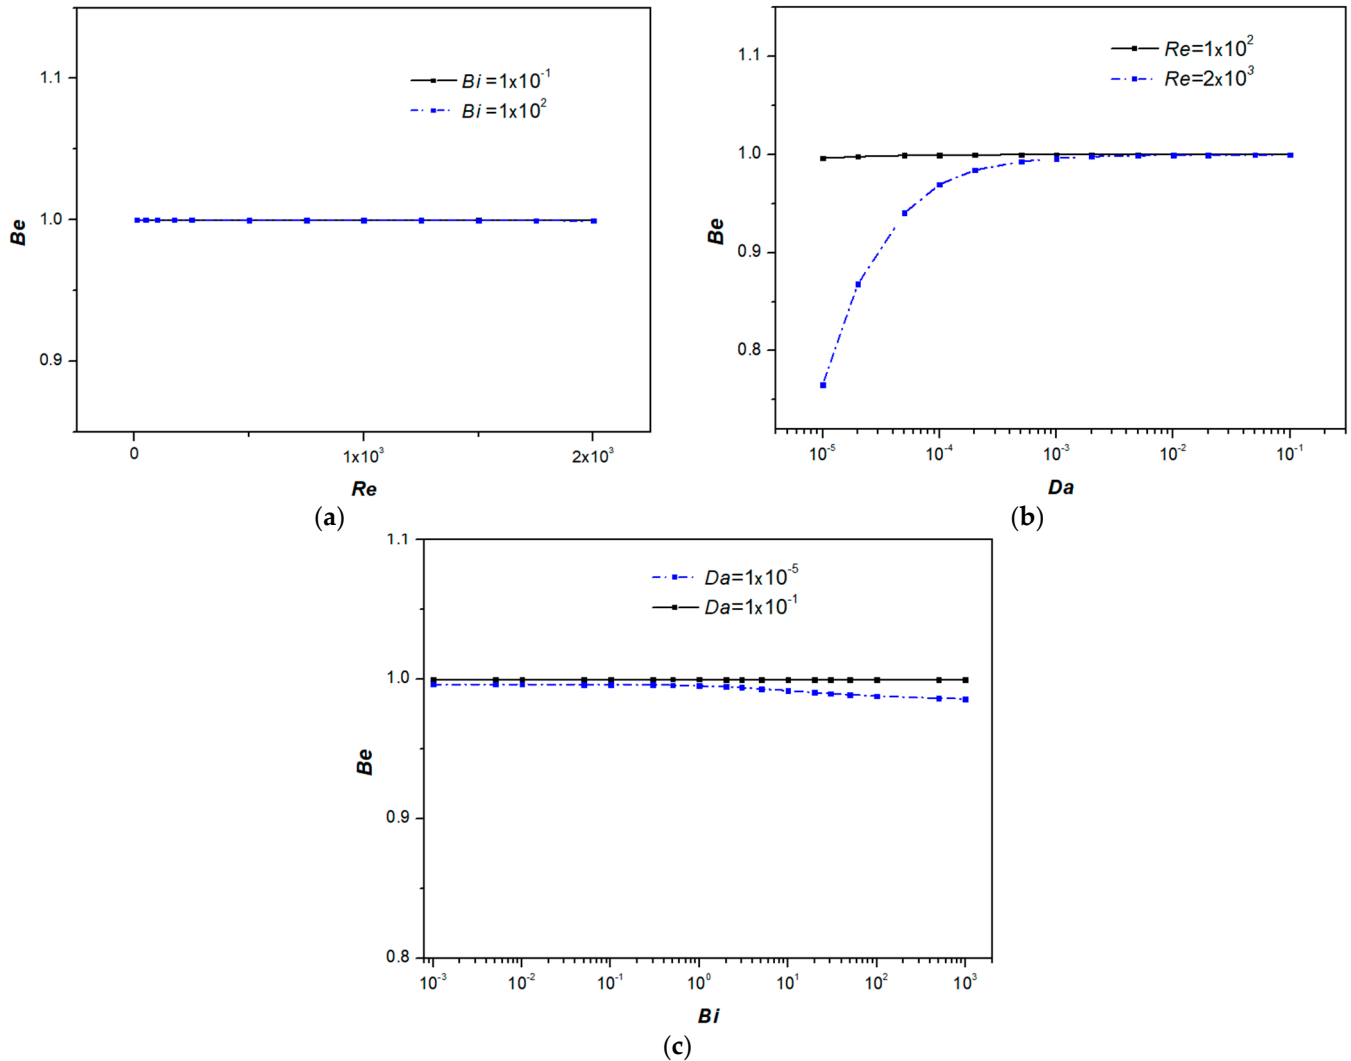 Bi=1x10⁻¹
Bi=1x10²
1.1
1.0
0.9
Be
0
1x10³
2x10³
Re
(a)
Re=1x10²
Re=2x10³
1.1
1.0
0.9
0.8
Be
10⁻⁵
10⁻⁴
10⁻³
10⁻²
10⁻¹
Da
(b)
Da=1x10⁻⁵
Da=1x10⁻¹
1.1
1.0
0.9
0.8
Be
10⁻³
10⁻²
10⁻¹
10⁰
10¹
10²
10³
Bi
(c)